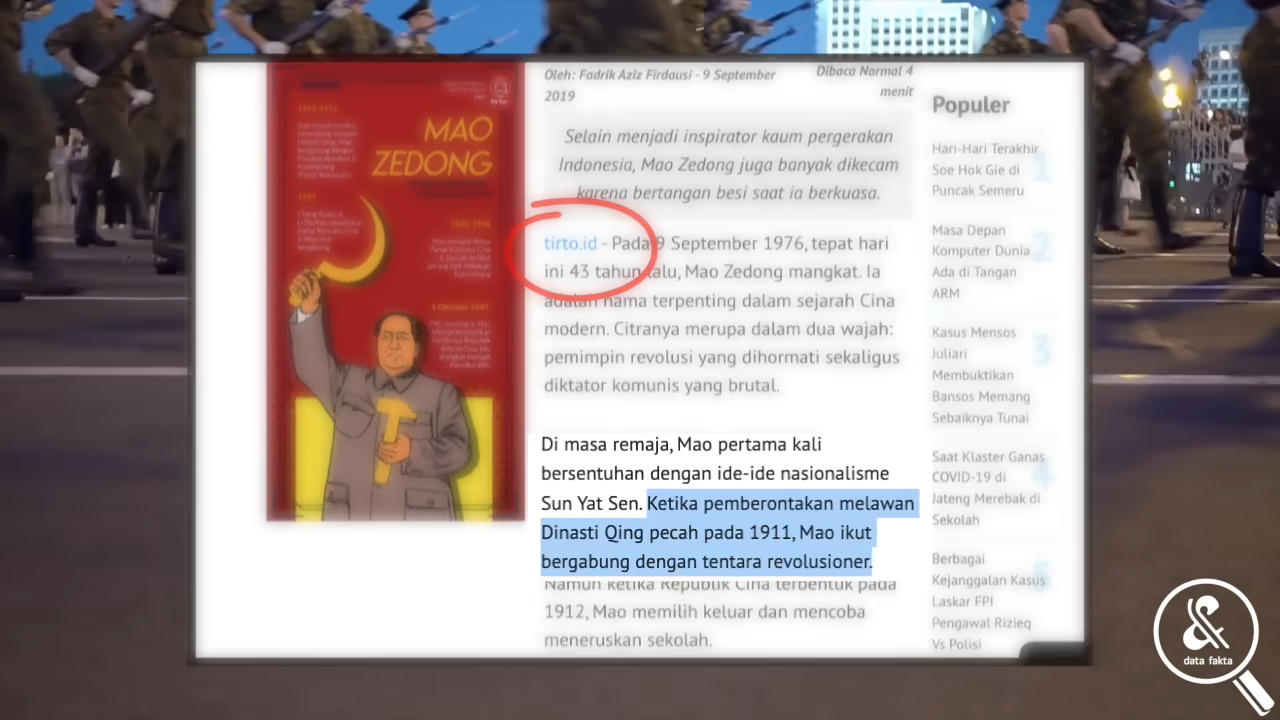 MAO
ZEDONG
1 Oktober 1947
Oleh: Fadrik Aziz Firdausi - 9 September
2019
Dibaca Normal 4
menit
Selain menjadi inspirator kaum pergerakan
Indonesia, Mao Zedong juga banyak dikecam
karena bertangan besi saat ia berkuasa.
tirto.id - Pada 9 September 1976, tepat hari
ini 43 tahun lalu, Mao Zedong mangkat. Ia
adalah nama terpenting dalam sejarah Cina
modern. Citranya merupa dalam dua wajah:
pemimpin revolusi yang dihormati sekaligus
diktator komunis yang brutal.
Di masa remaja, Mao pertama kali
bersentuhan dengan ide-ide nasionalisme
Sun Yat Sen. Ketika pemberontakan melawan
Dinasti Qing pecah pada 1911, Mao ikut
bergabung dengan tentara revolusioner.
Namun ketika Republik Cina terbentuk pada
1912, Mao memilih keluar dan mencoba
meneruskan sekolah.
Populer
Hari-Hari Terakhir
Soe Hok Gie di
Puncak Semeru
1
Masa Depan
Komputer Dunia
Ada di Tangan
ARM
2
Kasus Mensos
Juliari
Membuktikan
Bansos Memang
Sebaiknya Tunai
3
Saat Klaster Ganas
COVID-19 di
Jateng Merebak di
Sekolah
4
Berbagai
Kejanggalan Kasus
Laskar FPI
Pengawal Rizieq
Vs Polisi
5
&
data fakta